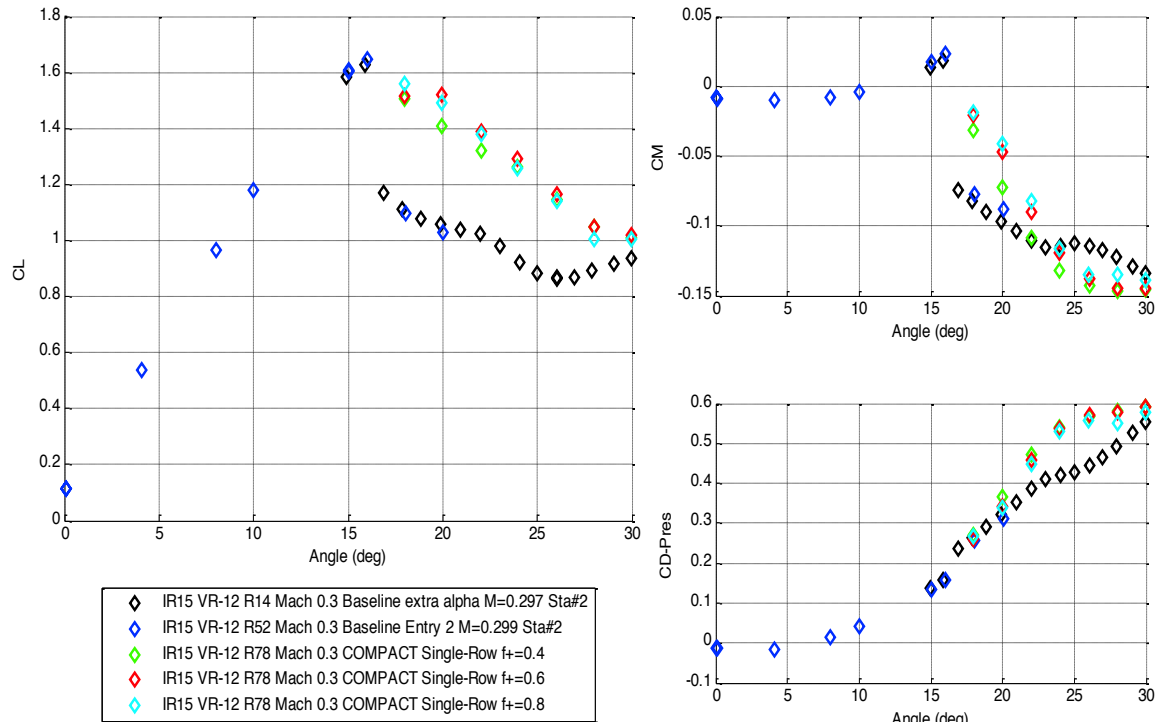 1.8
1.6
1.4
1.2
1
0.8
0.6
0.4
0.2
0
CL
0 5 10 15 20 25 30
Angle (deg)
0.05
0
-0.05
-0.1
-0.15
CM
0 5 10 15 20 25 30
Angle (deg)
0.6
0.5
0.4
0.3
0.2
0.1
0
-0.1
CD-Pres
0 5 10 15 20 25 30
Angle (deg)
IR15 VR-12 R14 Mach 0.3 Baseline extra alpha M=0.297 Sta#2
IR15 VR-12 R52 Mach 0.3 Baseline Entry 2 M=0.299 Sta#2
IR15 VR-12 R78 Mach 0.3 COMPACT Single-Row f+=0.4
IR15 VR-12 R78 Mach 0.3 COMPACT Single-Row f+=0.6
IR15 VR-12 R78 Mach 0.3 COMPACT Single-Row f+=0.8